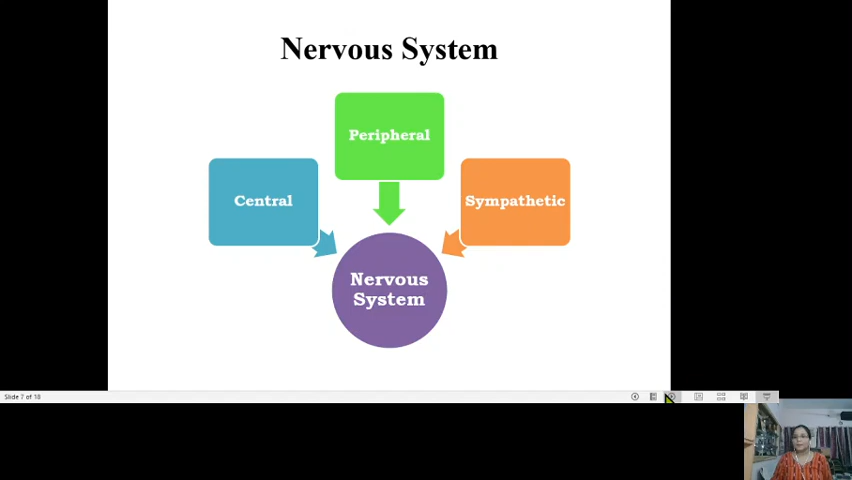 Nervous System
Peripheral
Central
Sympathetic
Nervous
System
Slide 7 of 18